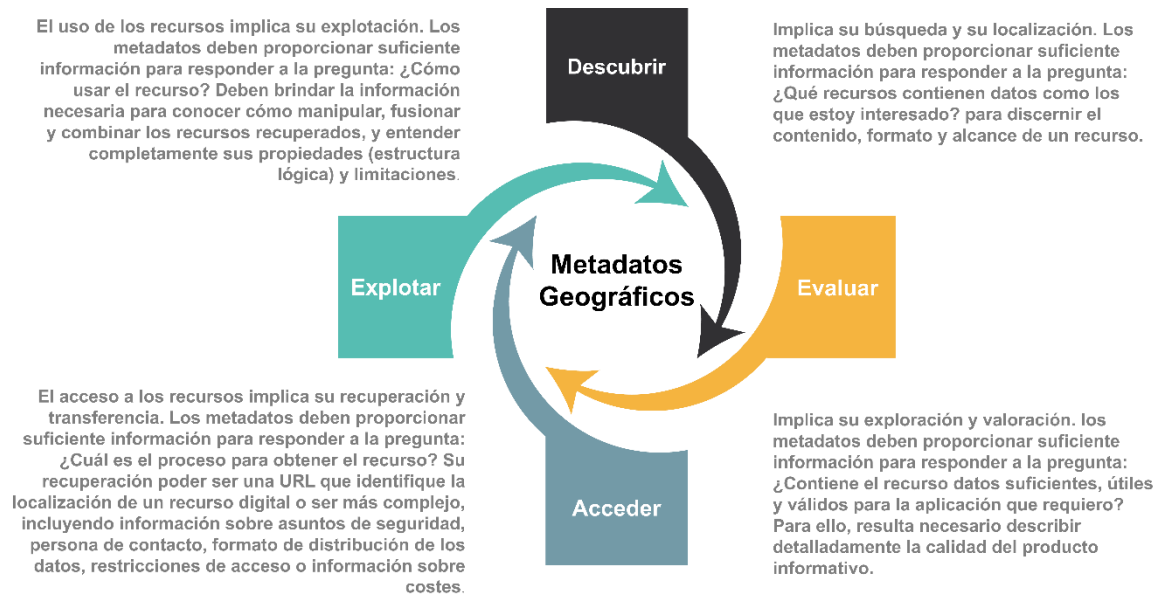 El uso de los recursos implica su explotación. Los
metadatos deben proporcionar suficiente
información para responder a la pregunta: ¿Cómo
usar el recurso? Deben brindar la información
necesaria para conocer cómo manipular, fusionar
y combinar los recursos recuperados, y entender
completamente sus propiedades (estructura
lógica) y limitaciones.
Descubrir
Implica su búsqueda y su localización. Los
metadatos deben proporcionar suficiente
información para responder a la pregunta:
¿Qué recursos contienen datos como los
que estoy interesado? para discernir el
contenido, formato y alcance de un recurso.
Explotar
Metadatos
Geográficos
Evaluar
El acceso a los recursos implica su recuperación y
transferencia. Los metadatos deben proporcionar
suficiente información para responder a la pregunta:
¿Cuál es el proceso para obtener el recurso? Su
recuperación poder ser una URL que identifique la
localización de un recurso digital o ser más complejo,
incluyendo información sobre asuntos de seguridad,
persona de contacto, formato de distribución de los
datos, restricciones de acceso o información sobre
costes.
Acceder
Implica su exploración y valoración. los
metadatos deben proporcionar suficiente
información para responder a la pregunta:
¿Contiene el recurso datos suficientes, útiles
y válidos para la aplicación que requiero?
Para ello, resulta necesario describir
detalladamente la calidad del producto
informativo.